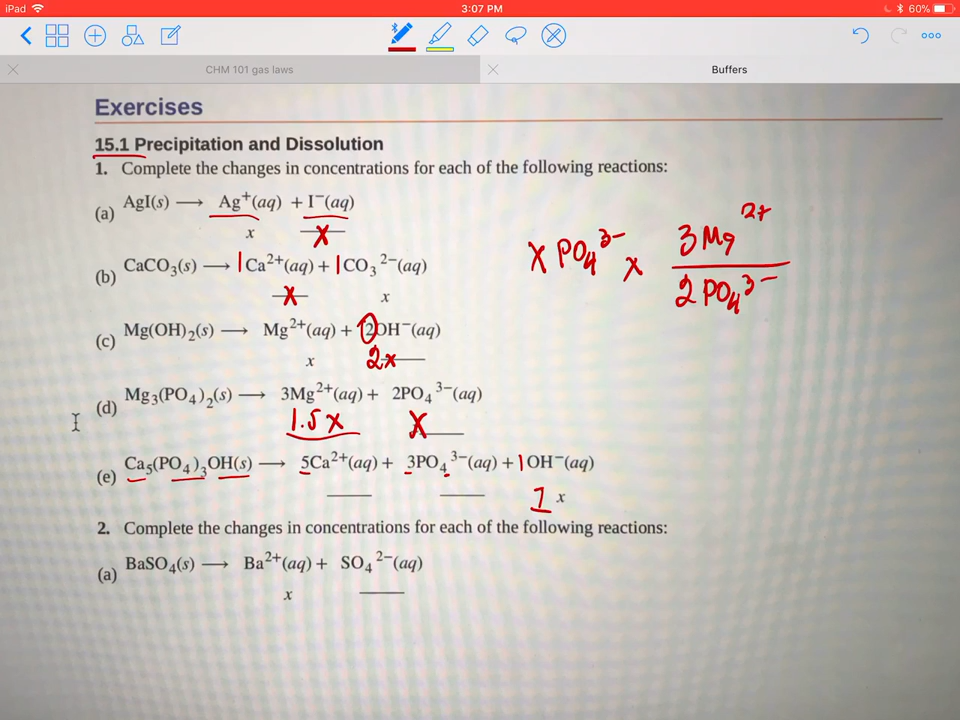 iPad 3:07 PM 60%
CHM 101 gas laws Buffers
Exercises
15.1 Precipitation and Dissolution
1. Complete the changes in concentrations for each of the following reactions:
(a) AgI(s) ⟶ Ag⁺(aq) + I⁻(aq)
x x
(b) CaCO₃(s) ⟶ 1Ca²⁺(aq) + 1CO₃²⁻(aq)
x x
x PO₄³⁻ x 3Mg²⁺
2PO₄³⁻
(c) Mg(OH)₂(s) ⟶ Mg²⁺(aq) + 2OH⁻(aq)
x 2x
(d) Mg₃(PO₄)₂(s) ⟶ 3Mg²⁺(aq) + 2PO₄³⁻(aq)
1.5x x
(e) Ca₅(PO₄)₃OH(s) ⟶ 5Ca²⁺(aq) + 3PO₄³⁻(aq) + 1OH⁻(aq)
1 x
2. Complete the changes in concentrations for each of the following reactions:
(a) BaSO₄(s) ⟶ Ba²⁺(aq) + SO₄²⁻(aq)
x